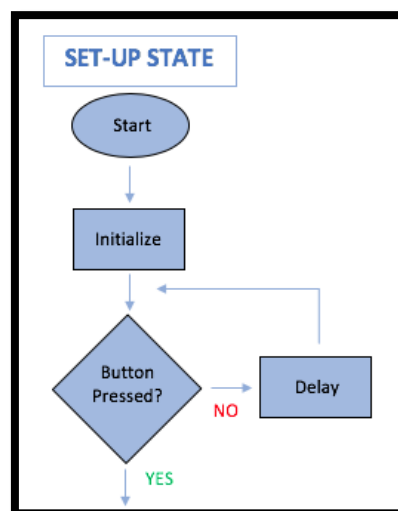 SET-UP STATE
Start
Initialize
Button
Pressed?
NO
Delay
YES